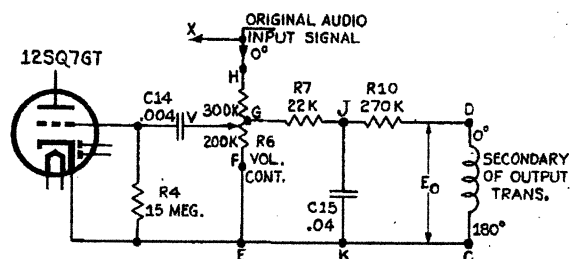 ORIGINAL AUDIO
INPUT SIGNAL
X
0°
12SQ7GT
H
C14
.004
V
300K
G
R7
22K
J
R10
270K
D
0°
200K
R6
VOL.
CONT.
F
R4
15 MEG.
C15
.04
E₀
SECONDARY
OF OUTPUT
TRANS.
180°
E
K
C